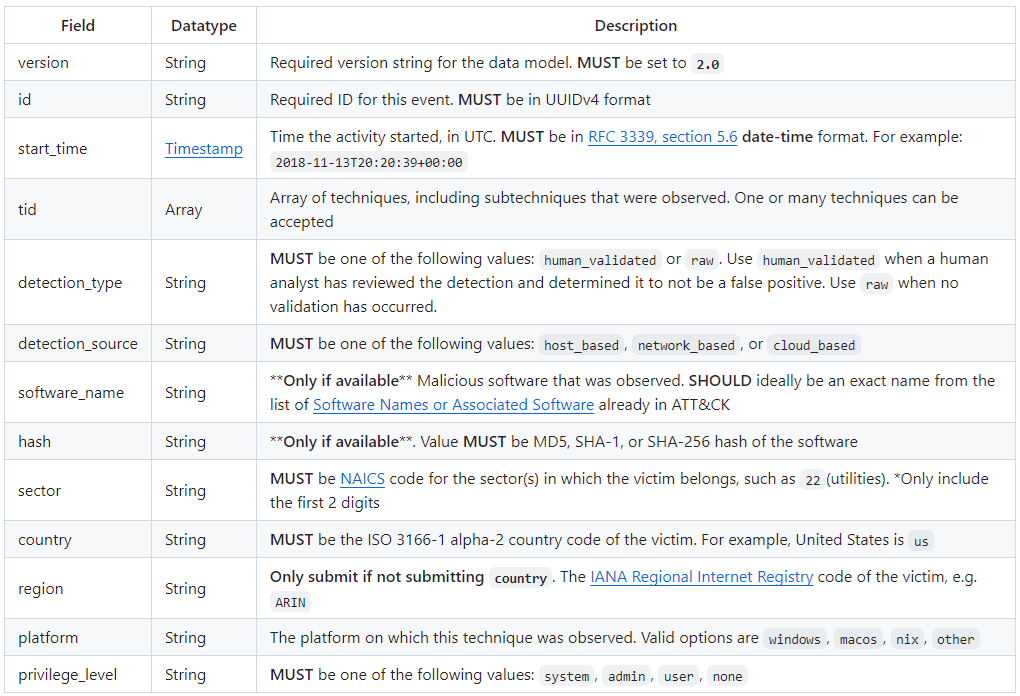 Field Datatype Description
version String Required version string for the data model. MUST be set to 2.0
id String Required ID for this event. MUST be in UUIDv4 format
start_time Timestamp Time the activity started, in UTC. MUST be in RFC 3339, section 5.6 date-time format. For example:
2018-11-13T20:20:39+00:00
tid Array Array of techniques, including subtechniques that were observed. One or many techniques can be
accepted
detection_type String MUST be one of the following values: human_validated or raw . Use human_validated when a human
analyst has reviewed the detection and determined it to not be a false positive. Use raw when no
validation has occurred.
detection_source String MUST be one of the following values: host_based , network_based , or cloud_based
software_name String **Only if available** Malicious software that was observed. SHOULD ideally be an exact name from the
list of Software Names or Associated Software already in ATT&CK
hash String **Only if available**. Value MUST be MD5, SHA-1, or SHA-256 hash of the software
sector String MUST be NAICS code for the sector(s) in which the victim belongs, such as 22 (utilities). *Only include
the first 2 digits
country String MUST be the ISO 3166-1 alpha-2 country code of the victim. For example, United States is us
region String Only submit if not submitting country . The IANA Regional Internet Registry code of the victim, e.g.
ARIN
platform String The platform on which this technique was observed. Valid options are windows , macos , nix , other
privilege_level String MUST be one of the following values: system , admin , user , none